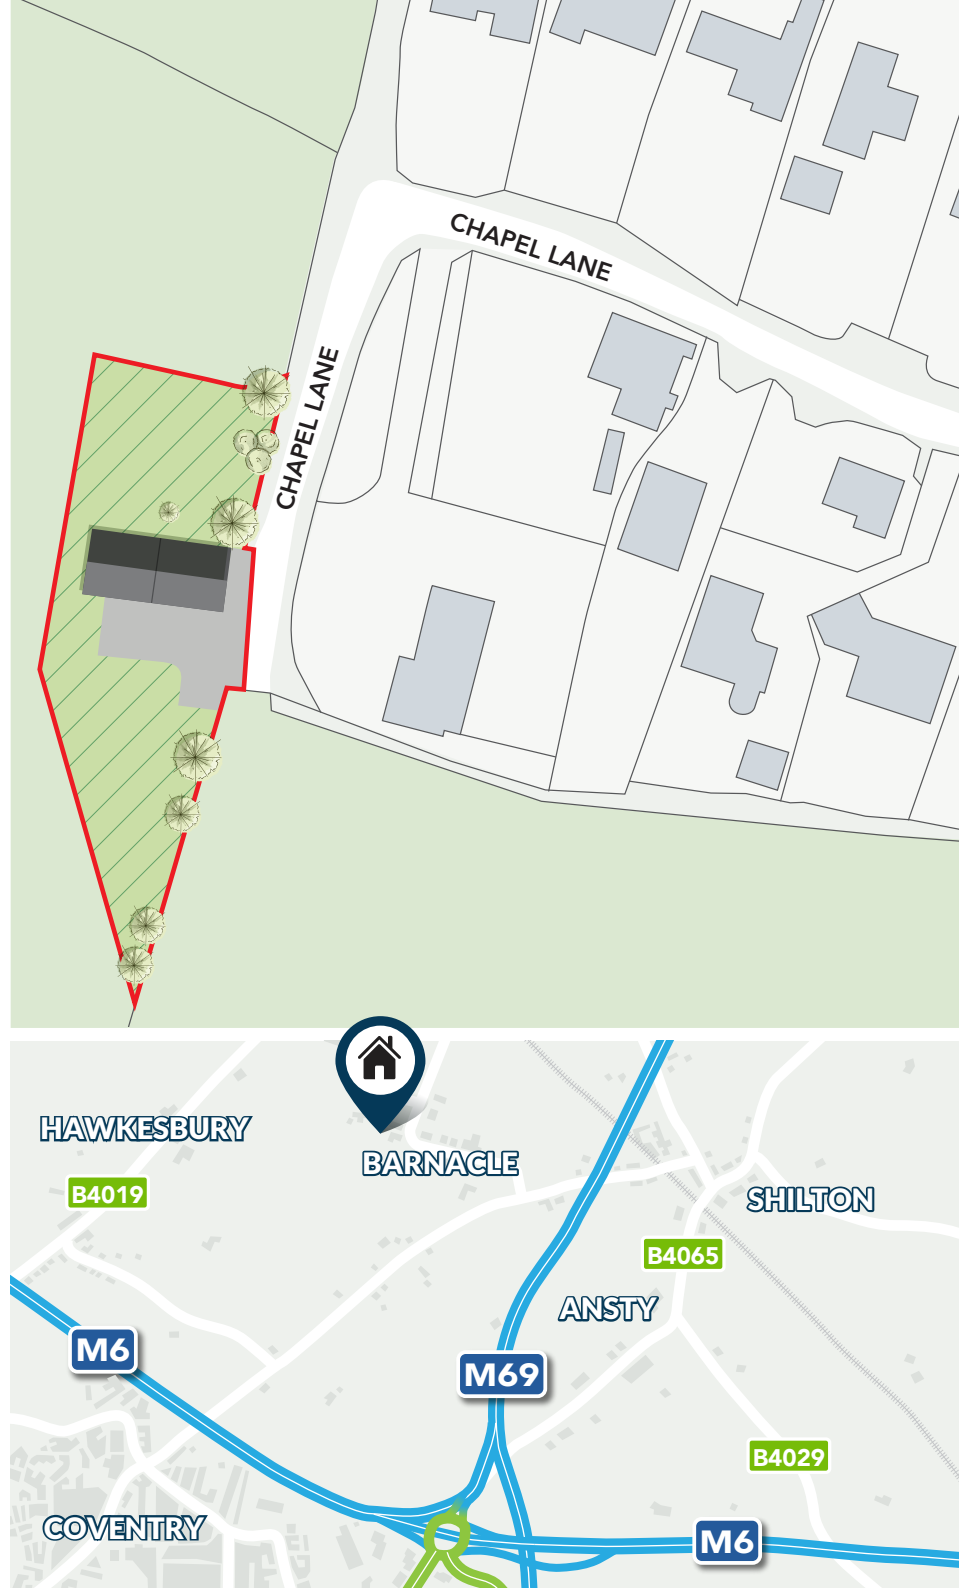 CHAPEL LANE
CHAPEL LANE
HAWKESBURY
BARNACLE
B4019
SHILTON
B4065
ANSTY
M6
M69
B4029
COVENTRY
M6